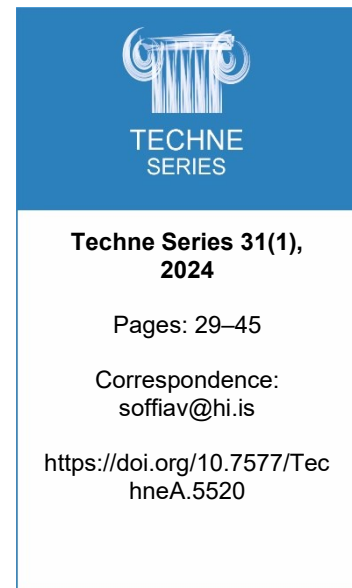 TECHNE
SERIES
Techne Series 31(1),
2024
Pages: 29–45
Correspondence:
soffiav@hi.is
https://doi.org/10.7577/Tec
hneA.5520